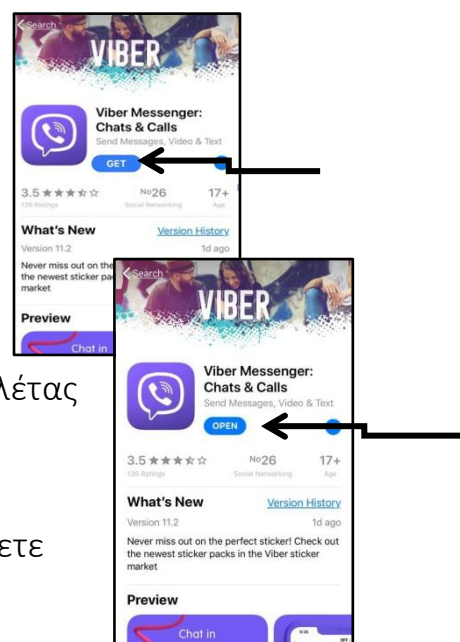 Search
VIBER
Viber Messenger:
Chats & Calls
Send Messages, Video & Text
GET
3.5 ★★★⯪☆ No26 17+
136 Ratings Social Networking Age
What's New Version History
Version 11.2 1d ago
Never miss out on the
the newest sticker pa
market
Preview
Chat in
λέτας
ετε
Search
VIBER
Viber Messenger:
Chats & Calls
Send Messages, Video & Text
OPEN
3.5 ★★★⯪☆ No26 17+
136 Ratings Social Networking Age
What's New Version History
Version 11.2 1d ago
Never miss out on the perfect sticker! Check out
the newest sticker packs in the Viber sticker
market
Preview
Chat in